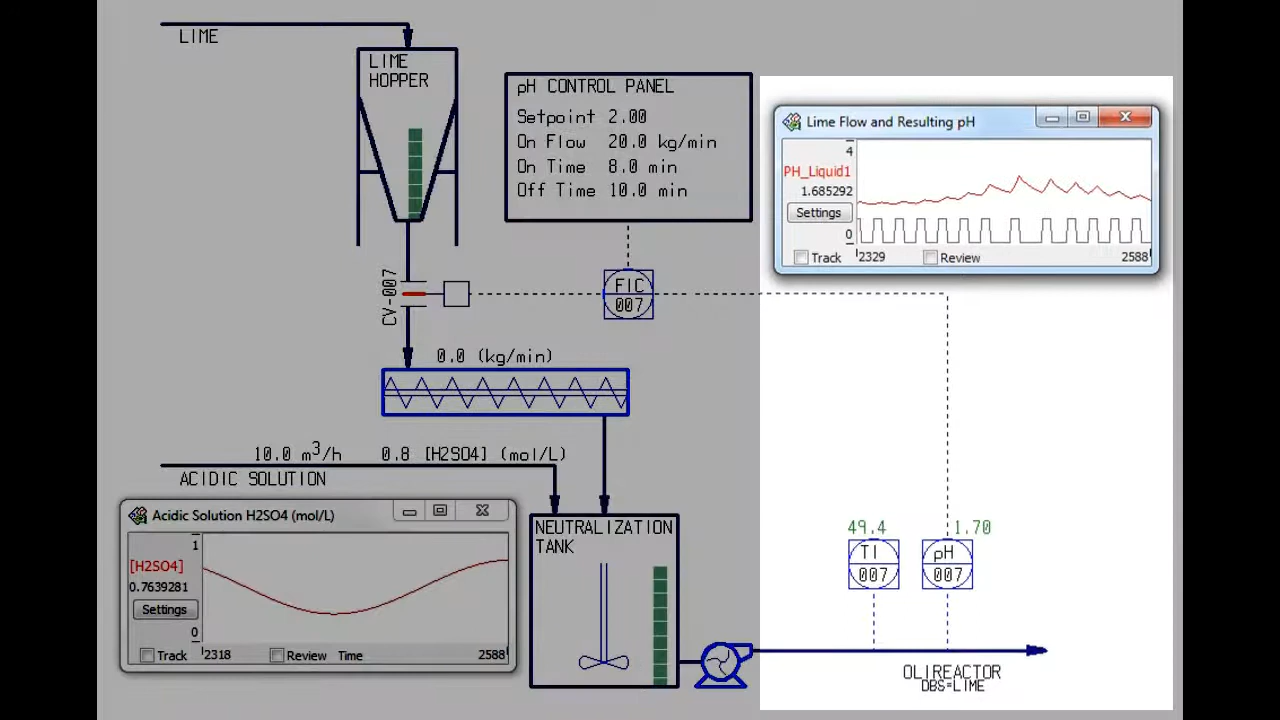 LIME
LIME
HOPPER
pH CONTROL PANEL
Setpoint 2.00
On Flow 20.0 kg/min
On Time 8.0 min
Off Time 10.0 min
Lime Flow and Resulting pH
4
PH_Liquid1
1.685292
Settings
0
Track
2329
Review
2588
CV-007
FIC
007
0.0 (kg/min)
10.0 m3/h 0.8 [H2SO4] (mol/L)
ACIDIC SOLUTION
Acidic Solution H2SO4 (mol/L)
1
[H2SO4]
0.7639281
Settings
0
Track
2318
Review
Time
2588
NEUTRALIZATION
TANK
49.4
TI
007
1.70
pH
007
OLIREACTOR
DBS=LIME